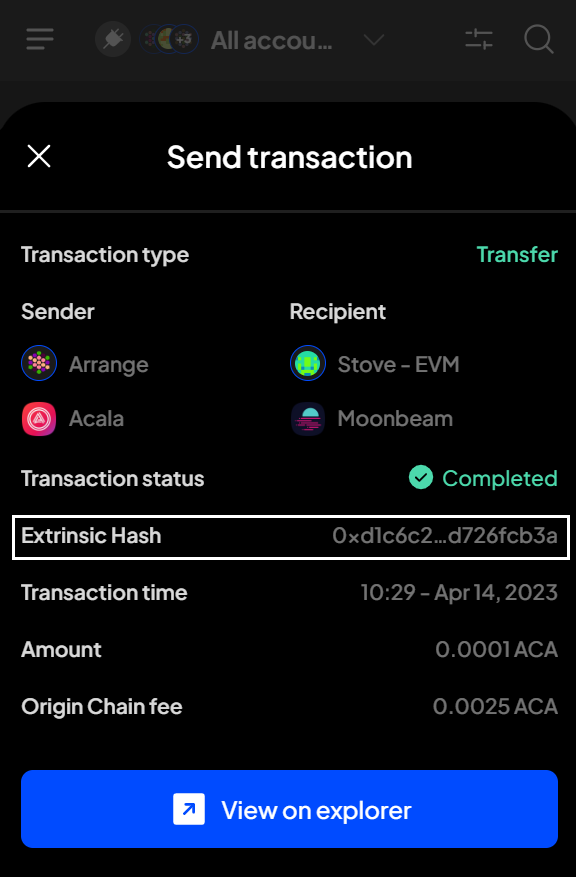 +3 All accou...
Send transaction
Transaction type Transfer
Sender Recipient
Arrange Stove - EVM
Acala Moonbeam
Transaction status Completed
Extrinsic Hash 0xd1c6c2...d726fcb3a
Transaction time 10:29 - Apr 14, 2023
Amount 0.0001 ACA
Origin Chain fee 0.0025 ACA
View on explorer